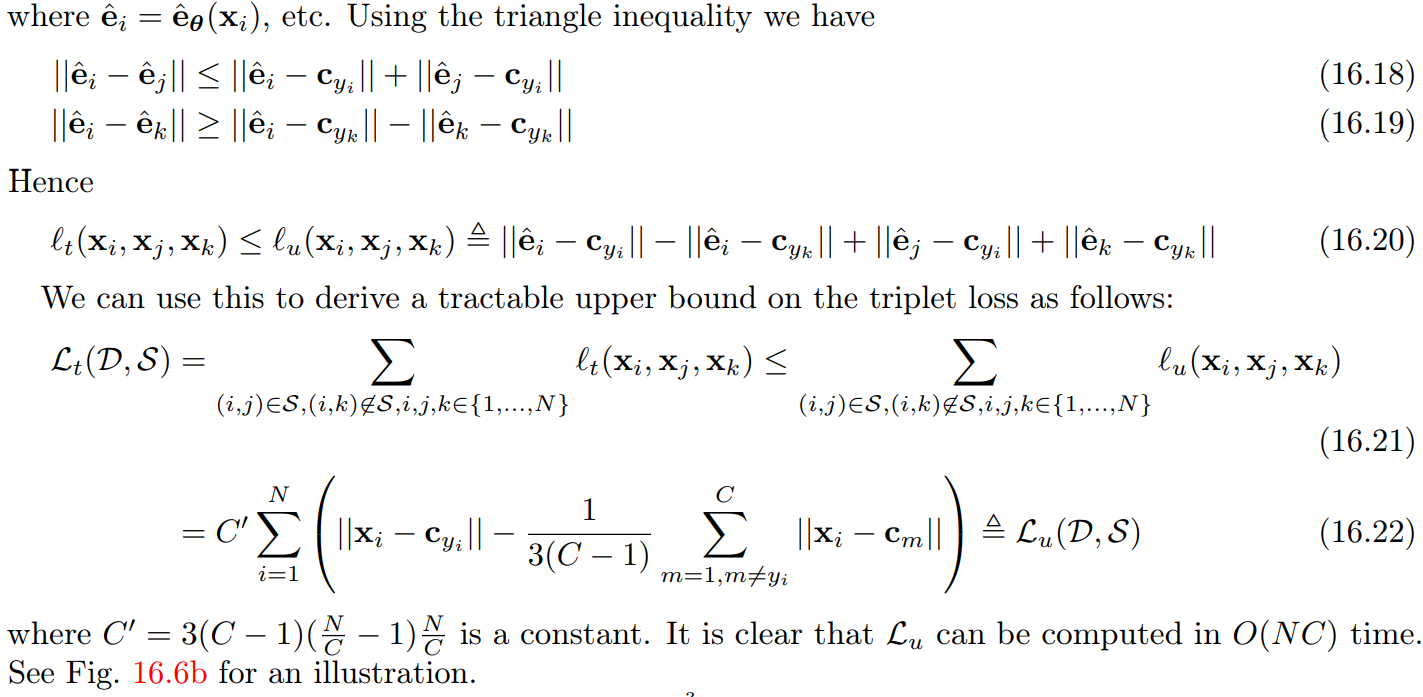 where $\hat{\mathbf{e}}_i = \hat{\mathbf{e}}_{\boldsymbol{\theta}}(\mathbf{x}_i)$, etc. Using the triangle inequality we have
$||\hat{\mathbf{e}}_i - \hat{\mathbf{e}}_j|| \leq ||\hat{\mathbf{e}}_i - \mathbf{c}_{y_i}|| + ||\hat{\mathbf{e}}_j - \mathbf{c}_{y_i}||$ (16.18)
$||\hat{\mathbf{e}}_i - \hat{\mathbf{e}}_k|| \geq ||\hat{\mathbf{e}}_i - \mathbf{c}_{y_k}|| - ||\hat{\mathbf{e}}_k - \mathbf{c}_{y_k}||$ (16.19)
Hence
$\ell_t(\mathbf{x}_i, \mathbf{x}_j, \mathbf{x}_k) \leq \ell_u(\mathbf{x}_i, \mathbf{x}_j, \mathbf{x}_k) \triangleq ||\hat{\mathbf{e}}_i - \mathbf{c}_{y_i}|| - ||\hat{\mathbf{e}}_i - \mathbf{c}_{y_k}|| + ||\hat{\mathbf{e}}_j - \mathbf{c}_{y_i}|| + ||\hat{\mathbf{e}}_k - \mathbf{c}_{y_k}||$ (16.20)
We can use this to derive a tractable upper bound on the triplet loss as follows:
$\mathcal{L}_t(\mathcal{D}, \mathcal{S}) = \sum_{(i,j)\in\mathcal{S},(i,k)\notin\mathcal{S},i,j,k\in\{1,\ldots,N\}} \ell_t(\mathbf{x}_i, \mathbf{x}_j, \mathbf{x}_k) \leq \sum_{(i,j)\in\mathcal{S},(i,k)\notin\mathcal{S},i,j,k\in\{1,\ldots,N\}} \ell_u(\mathbf{x}_i, \mathbf{x}_j, \mathbf{x}_k)$
(16.21)
$= C' \sum_{i=1}^{N} \left( ||\mathbf{x}_i - \mathbf{c}_{y_i}|| - \frac{1}{3(C-1)} \sum_{m=1,m\neq y_i}^{C} ||\mathbf{x}_i - \mathbf{c}_m|| \right) \triangleq \mathcal{L}_u(\mathcal{D}, \mathcal{S})$ (16.22)
where $C' = 3(C-1)(\frac{N}{C} - 1)\frac{N}{C}$ is a constant. It is clear that $\mathcal{L}_u$ can be computed in $O(NC)$ time.
See Fig. 16.6b for an illustration.